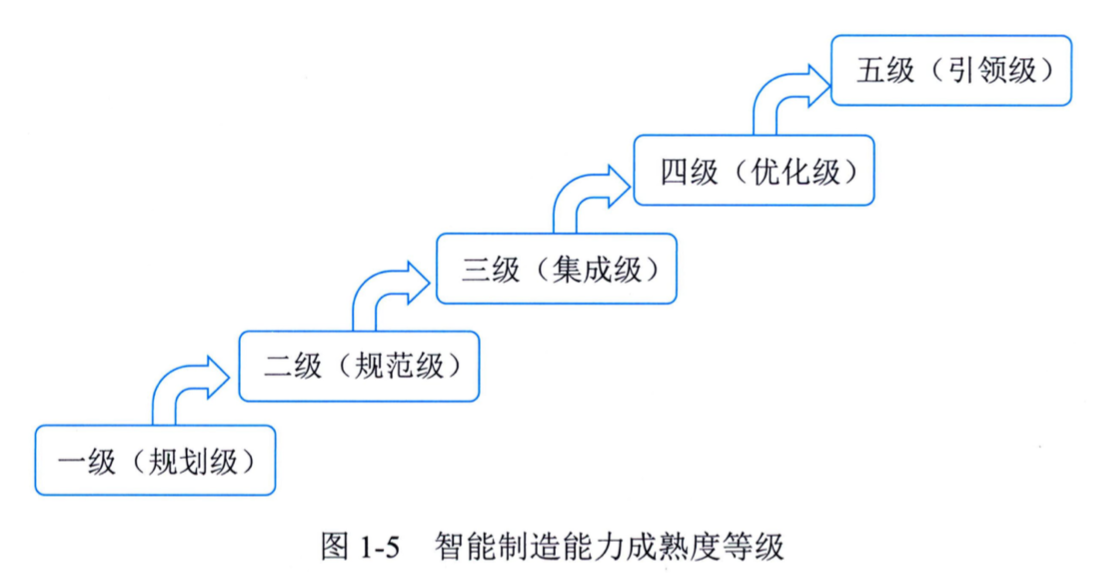 五级（引领级）
四级（优化级）
三级（集成级）
二级（规范级）
一级（规划级）
图 1-5 智能制造能力成熟度等级